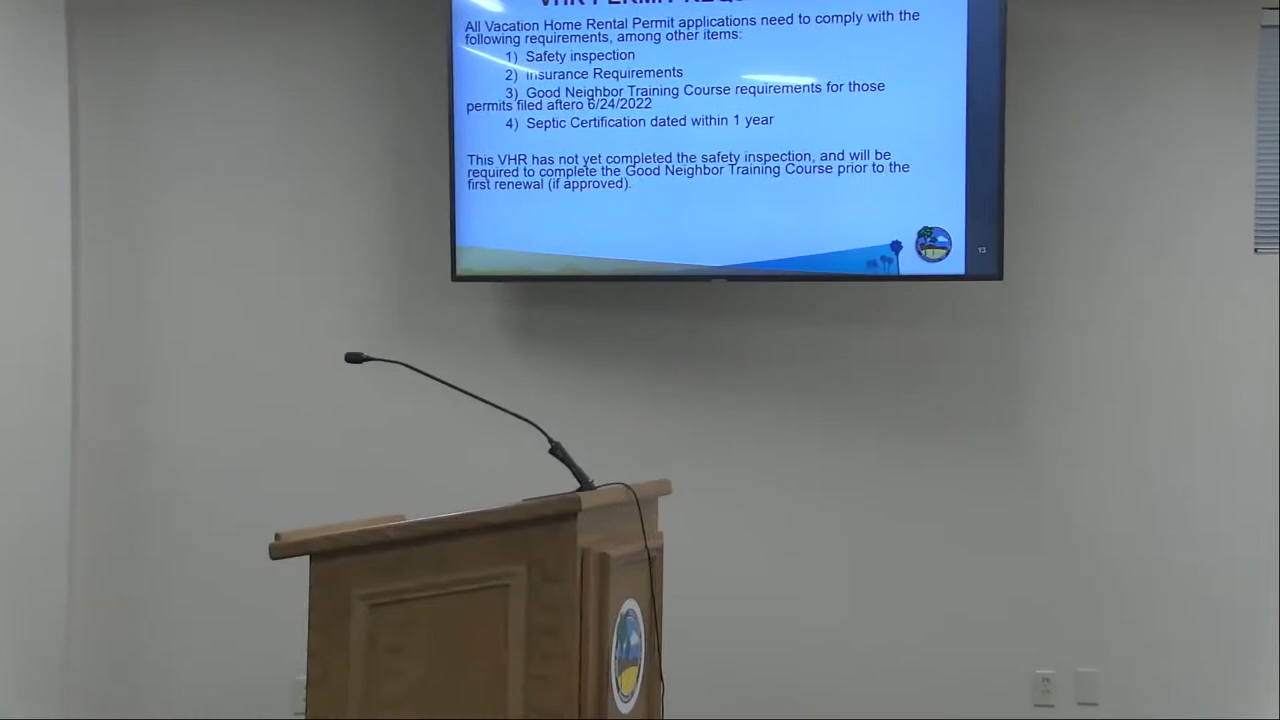 VHR PERMIT
All Vacation Home Rental Permit applications need to comply with the
following requirements, among other items:
1) Safety inspection
2) Insurance Requirements
3) Good Neighbor Training Course requirements for those
permits filed aftero 6/24/2022
4) Septic Certification dated within 1 year
This VHR has not yet completed the safety inspection, and will be
required to complete the Good Neighbor Training Course prior to the
first renewal (if approved).
13